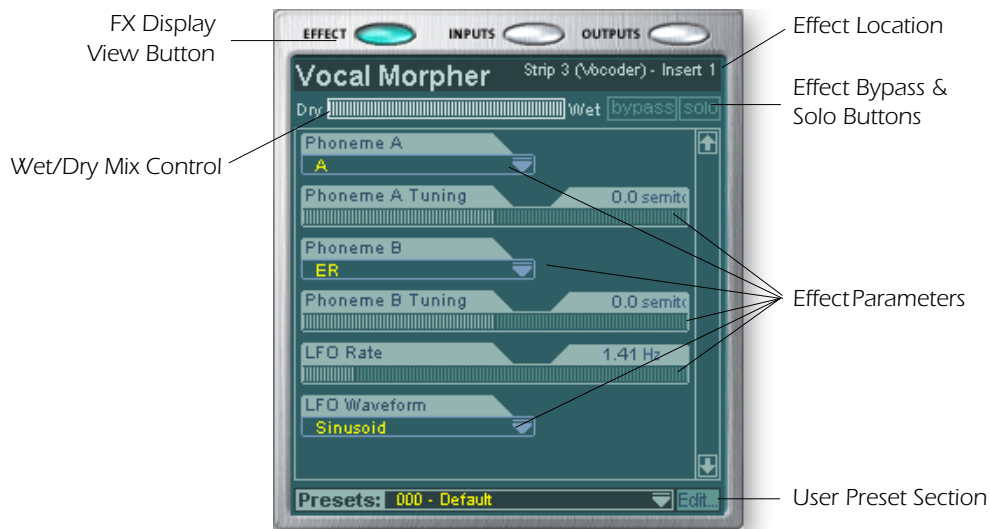 FX Display
View Button
EFFECT INPUTS OUTPUTS
Effect Location
Vocal Morpher Strip 3 (Vocoder) - Insert 1
Dry Wet bypass solo
Effect Bypass &
Solo Buttons
Wet/Dry Mix Control
Phoneme A
A
Phoneme A Tuning 0.0 semito
Phoneme B
ER
Phoneme B Tuning 0.0 semito
Effect Parameters
LFO Rate 1.41 Hz
LFO Waveform
Sinusoid
Presets: 000 - Default Edit...
User Preset Section